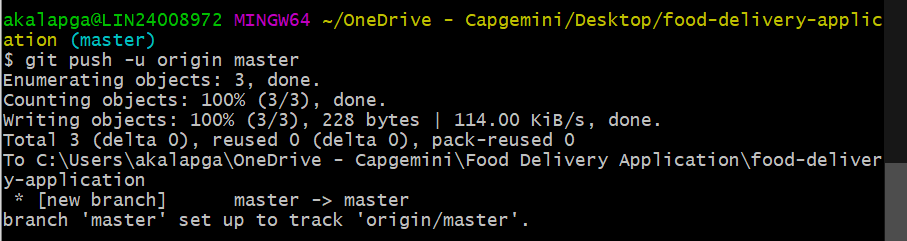 akalapga@LIN24008972 MINGW64 ~/OneDrive - Capgemini/Desktop/food-delivery-applic
ation (master)
$ git push -u origin master
Enumerating objects: 3, done.
Counting objects: 100% (3/3), done.
Writing objects: 100% (3/3), 228 bytes | 114.00 KiB/s, done.
Total 3 (delta 0), reused 0 (delta 0), pack-reused 0
To C:\Users\akalapga\OneDrive - Capgemini\Food Delivery Application\food-deliver
y-application
 * [new branch]      master -> master
branch 'master' set up to track 'origin/master'.